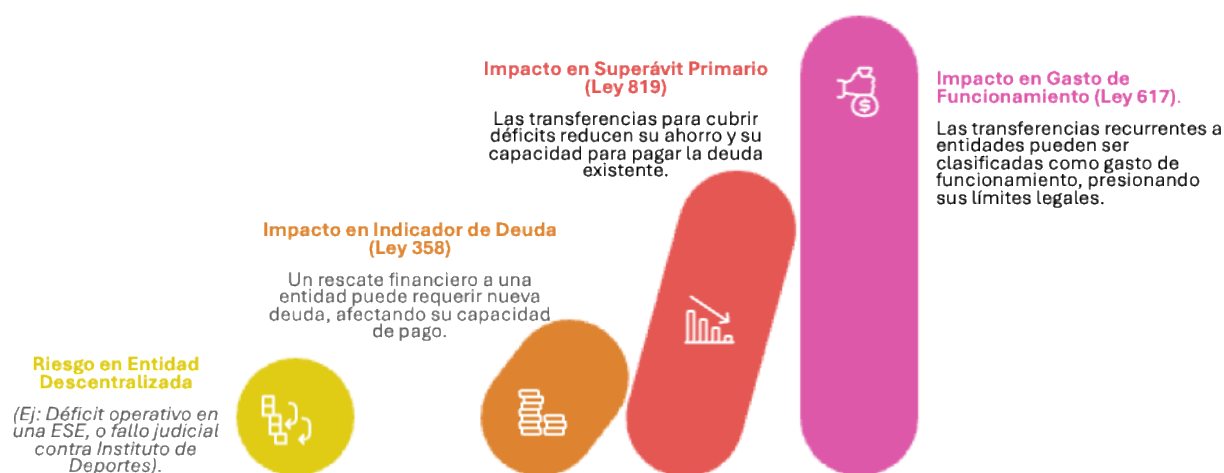 Riesgo en Entidad
Descentralizada
(Ej: Déficit operativo en
una ESE, o fallo judicial
contra Instituto de
Deportes).
Impacto en Indicador de Deuda
(Ley 358)
Un rescate financiero a una
entidad puede requerir nueva
deuda, afectando su capacidad
de pago.
Impacto en Superávit Primario
(Ley 819)
Las transferencias para cubrir
déficits reducen su ahorro y su
capacidad para pagar la deuda
existente.
Impacto en Gasto de
Funcionamiento (Ley 617).
Las transferencias recurrentes a
entidades pueden ser
clasificadas como gasto de
funcionamiento, presionando
sus límites legales.
$